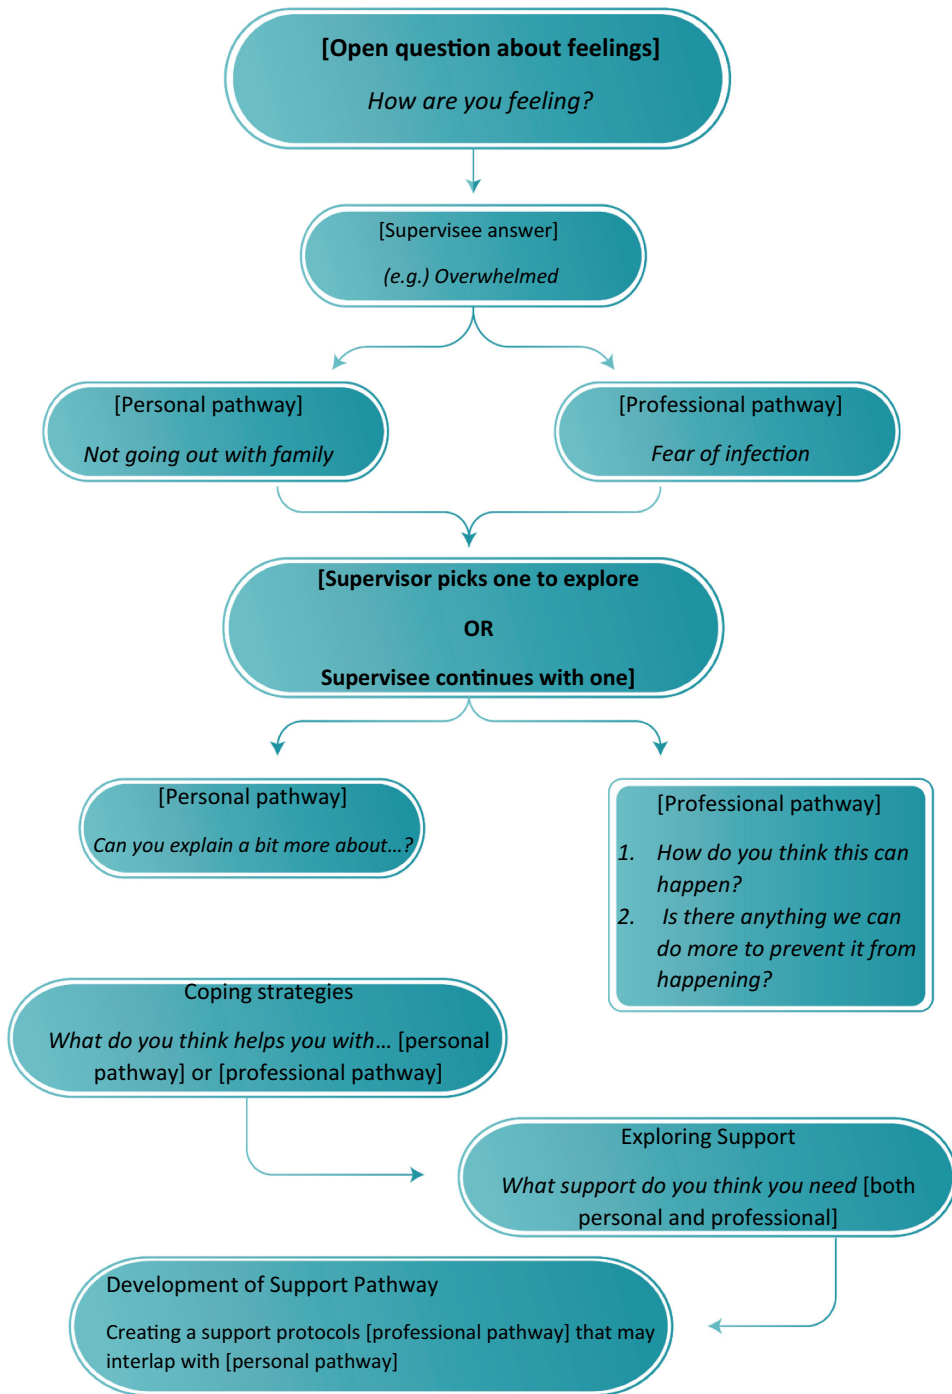 [Open question about feelings]
How are you feeling?
[Supervisee answer]
(e.g.) Overwhelmed
[Personal pathway]
Not going out with family
[Professional pathway]
Fear of infection
[Supervisor picks one to explore
OR
Supervisee continues with one]
[Personal pathway]
Can you explain a bit more about...?
[Professional pathway]
1. How do you think this can
happen?
2. Is there anything we can
do more to prevent it from
happening?
Coping strategies
What do you think helps you with... [personal
pathway] or [professional pathway]
Exploring Support
What support do you think you need [both
personal and professional]
Development of Support Pathway
Creating a support protocols [professional pathway] that may
interlap with [personal pathway]